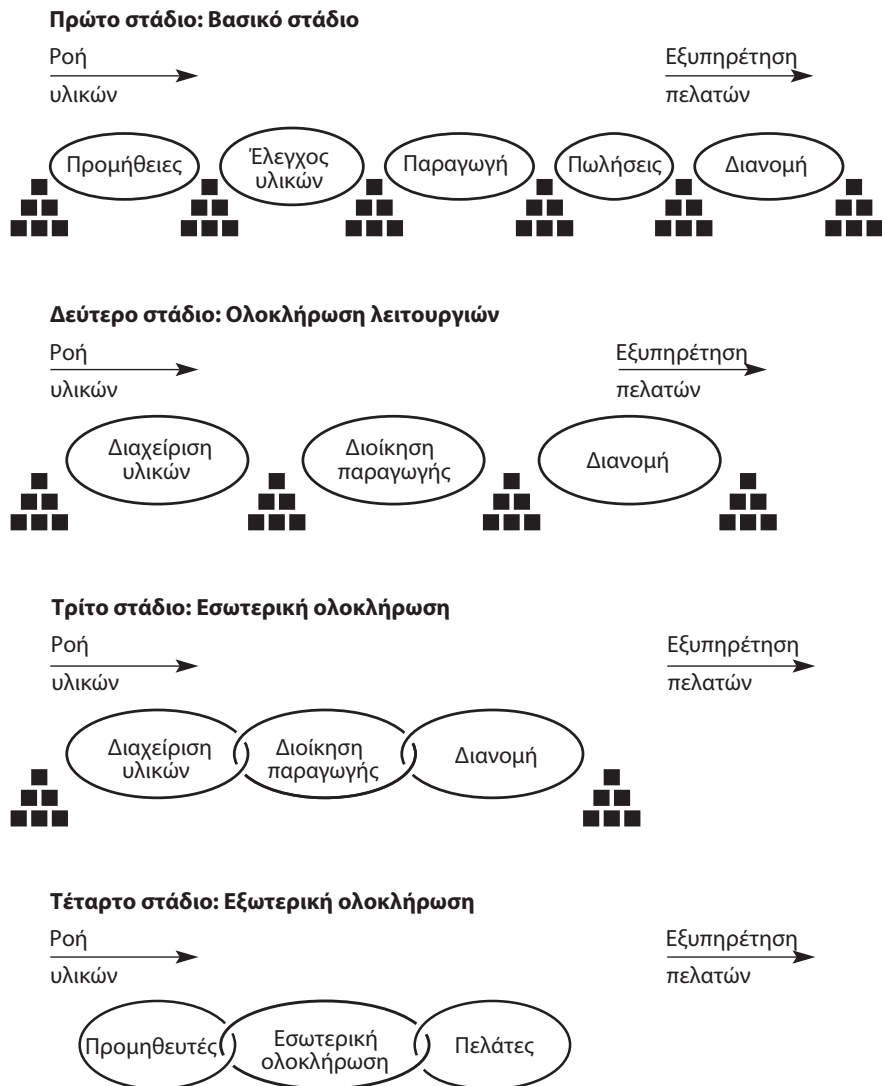 Πρώτο στάδιο: Βασικό στάδιο
Ροή
υλικών
Εξυπηρέτηση
πελατών
Προμήθειες
Έλεγχος
υλικών
Παραγωγή
Πωλήσεις
Διανομή
Δεύτερο στάδιο: Ολοκλήρωση λειτουργιών
Ροή
υλικών
Εξυπηρέτηση
πελατών
Διαχείριση
υλικών
Διοίκηση
παραγωγής
Διανομή
Τρίτο στάδιο: Εσωτερική ολοκλήρωση
Ροή
υλικών
Εξυπηρέτηση
πελατών
Διαχείριση
υλικών
Διοίκηση
παραγωγής
Διανομή
Τέταρτο στάδιο: Εξωτερική ολοκλήρωση
Ροή
υλικών
Εξυπηρέτηση
πελατών
Προμηθευτές
Εσωτερική
ολοκλήρωση
Πελάτες